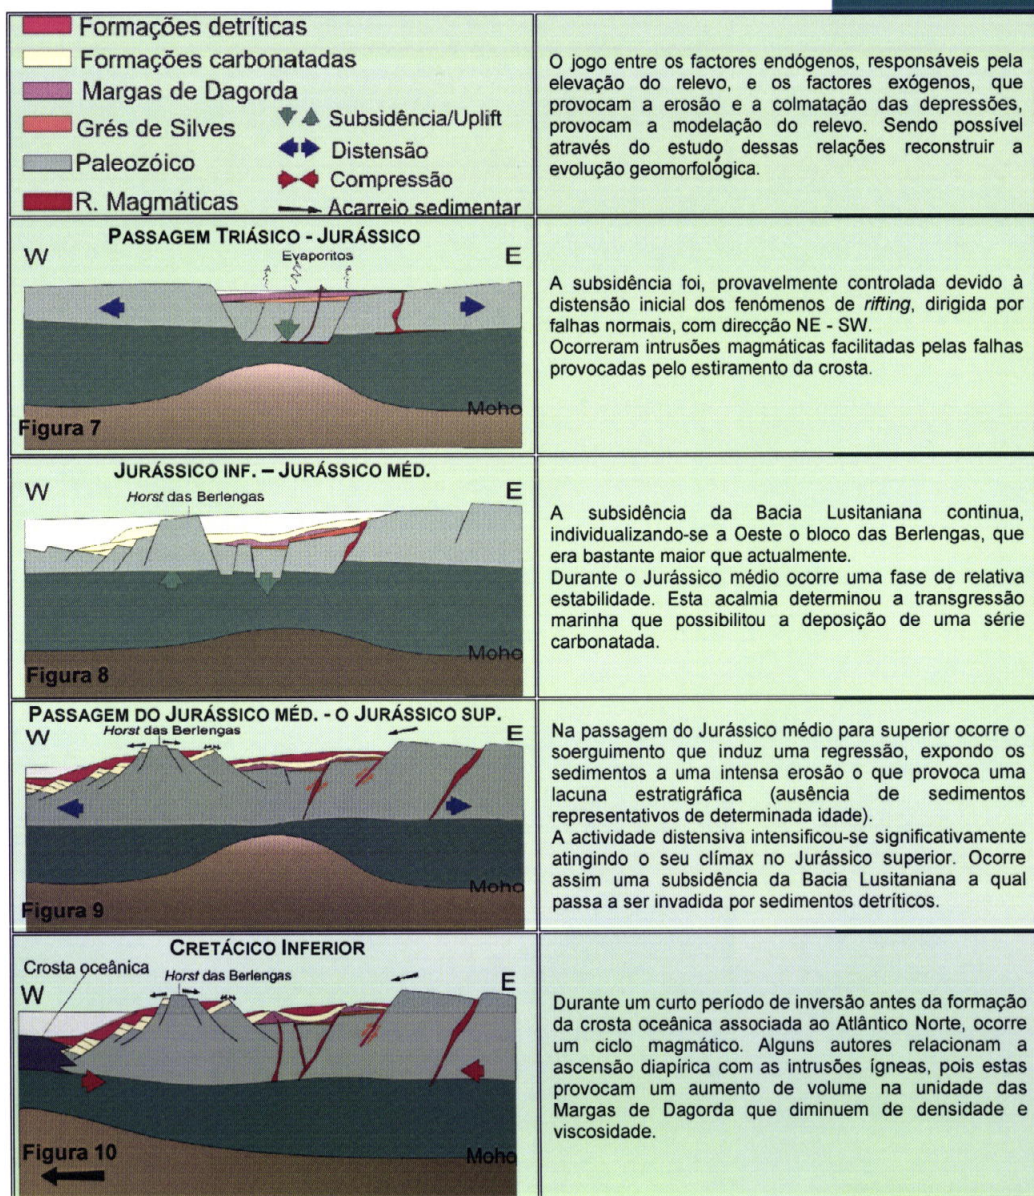 Formações detríticas
Formações carbonatadas
Margas de Dagorda
Grés de Silves
Paleozóico
R. Magmáticas
Subsidência/Uplift
Distensão
Compressão
Acarreio sedimentar
O jogo entre os factores endógenos, responsáveis pela
elevação do relevo, e os factores exógenos, que
provocam a erosão e a colmatação das depressões,
provocam a modelação do relevo. Sendo possível
através do estudo dessas relações reconstruir a
evolução geomorfológica.
PASSAGEM TRIÁSICO - JURÁSSICO
W
Evaporitos
E
Moho
Figura 7
A subsidência foi, provavelmente controlada devido à
distensão inicial dos fenómenos de rifting, dirigida por
falhas normais, com direcção NE - SW.
Ocorreram intrusões magmáticas facilitadas pelas falhas
provocadas pelo estiramento da crosta.
JURÁSSICO INF. – JURÁSSICO MÉD.
W
Horst das Berlengas
E
Moho
Figura 8
A subsidência da Bacia Lusitaniana continua,
individualizando-se a Oeste o bloco das Berlengas, que
era bastante maior que actualmente.
Durante o Jurássico médio ocorre uma fase de relativa
estabilidade. Esta acalmia determinou a transgressão
marinha que possibilitou a deposição de uma série
carbonatada.
PASSAGEM DO JURÁSSICO MÉD. - O JURÁSSICO SUP.
W
Horst das Berlengas
E
Moho
Figura 9
Na passagem do Jurássico médio para superior ocorre o
soerguimento que induz uma regressão, expondo os
sedimentos a uma intensa erosão o que provoca uma
lacuna estratigráfica (ausência de sedimentos
representativos de determinada idade).
A actividade distensiva intensificou-se significativamente
atingindo o seu clímax no Jurássico superior. Ocorre
assim uma subsidência da Bacia Lusitaniana a qual
passa a ser invadida por sedimentos detríticos.
CRETÁCICO INFERIOR
Crosta oceânica
W
Horst das Berlengas
E
Moho
Figura 10
Durante um curto período de inversão antes da formação
da crosta oceânica associada ao Atlântico Norte, ocorre
um ciclo magmático. Alguns autores relacionam a
ascensão diapírica com as intrusões ígneas, pois estas
provocam um aumento de volume na unidade das
Margas de Dagorda que diminuem de densidade e
viscosidade.